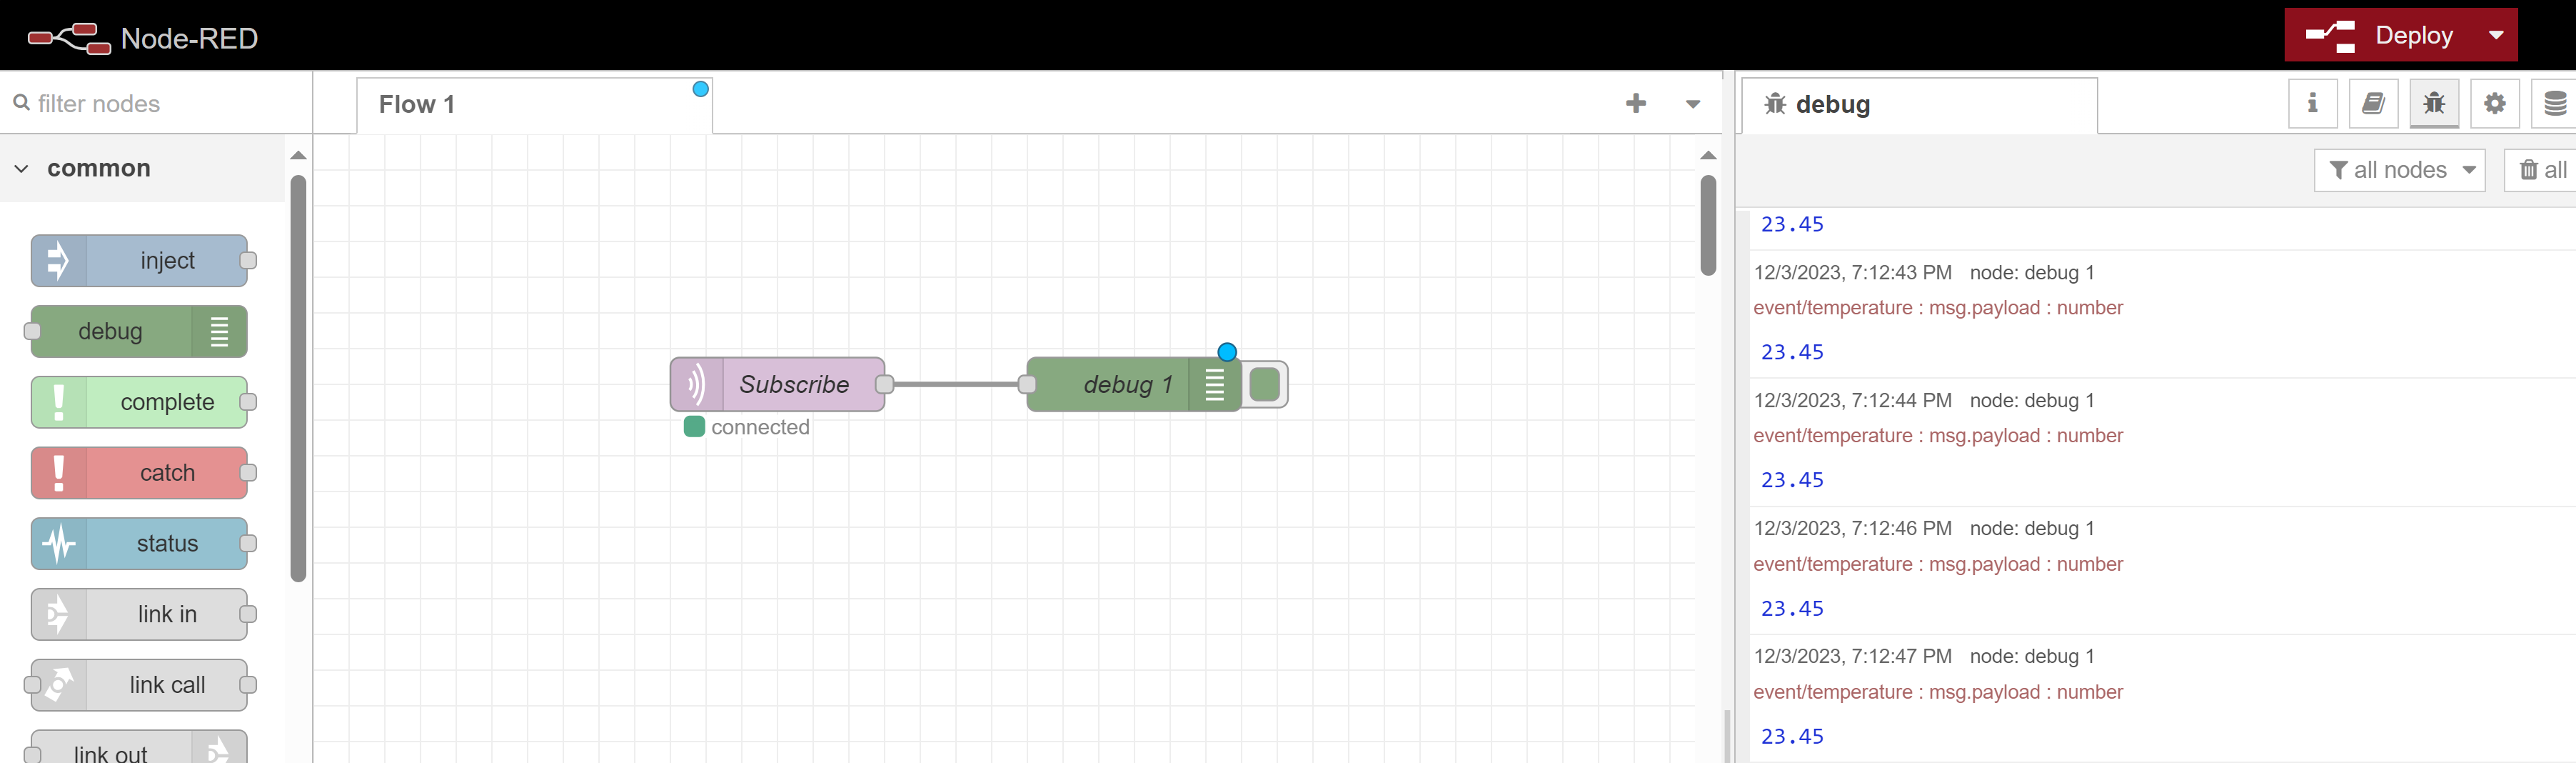 Node-RED
Deploy
filter nodes
Flow 1
debug
common
all nodes
all
inject
debug
complete
catch
status
link in
link call
link out
Subscribe
connected
debug 1
23.45
12/3/2023, 7:12:43 PM node: debug 1
event/temperature : msg.payload : number
23.45
12/3/2023, 7:12:44 PM node: debug 1
event/temperature : msg.payload : number
23.45
12/3/2023, 7:12:46 PM node: debug 1
event/temperature : msg.payload : number
23.45
12/3/2023, 7:12:47 PM node: debug 1
event/temperature : msg.payload : number
23.45